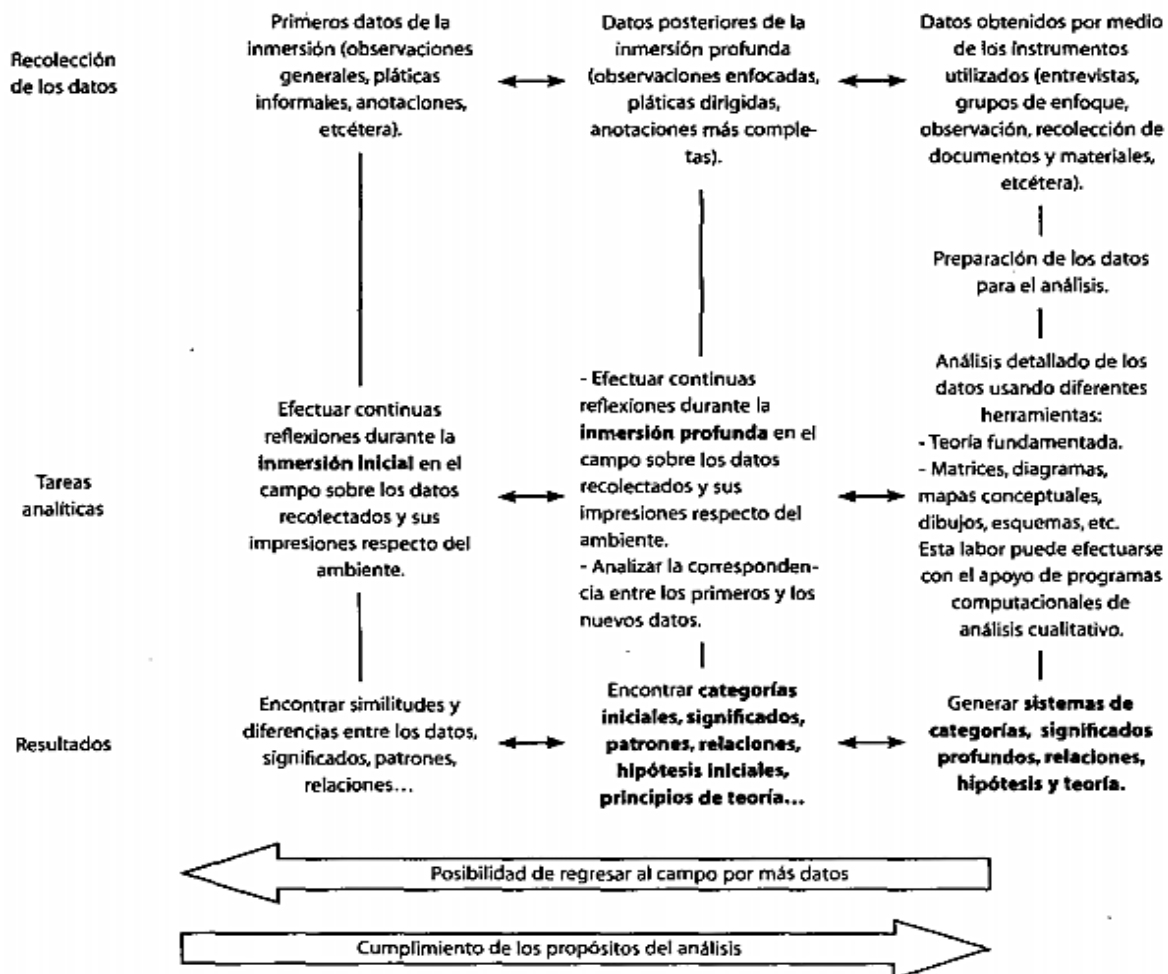 Recolección
de los datos
Primeros datos de la
inmersión (observaciones
generales, pláticas
informales, anotaciones,
etcétera).
Datos posteriores de la
inmersión profunda
(observaciones enfocadas,
pláticas dirigidas,
anotaciones más comple-
tas).
Datos obtenidos por medio
de los instrumentos
utilizados (entrevistas,
grupos de enfoque,
observación, recolección de
documentos y materiales,
etcétera).
Preparación de los datos
para el análisis.
Tareas
analíticas
Efectuar continuas
reflexiones durante la
inmersión inicial en el
campo sobre los datos
recolectados y sus
impresiones respecto del
ambiente.
- Efectuar continuas
reflexiones durante la
inmersión profunda en el
campo sobre los datos
recolectados y sus
impresiones respecto del
ambiente.
- Analizar la corresponden-
cia entre los primeros y los
nuevos datos.
Análisis detallado de los
datos usando diferentes
herramientas:
- Teoría fundamentada.
- Matrices, diagramas,
mapas conceptuales,
dibujos, esquemas, etc.
Esta labor puede efectuarse
con el apoyo de programas
computacionales de
análisis cualitativo.
Resultados
Encontrar similitudes y
diferencias entre los datos,
significados, patrones,
relaciones...
Encontrar categorías
iniciales, significados,
patrones, relaciones,
hipótesis iniciales,
principios de teoría...
Generar sistemas de
categorías, significados
profundos, relaciones,
hipótesis y teoría.
Posibilidad de regresar al campo por más datos
Cumplimiento de los propósitos del análisis